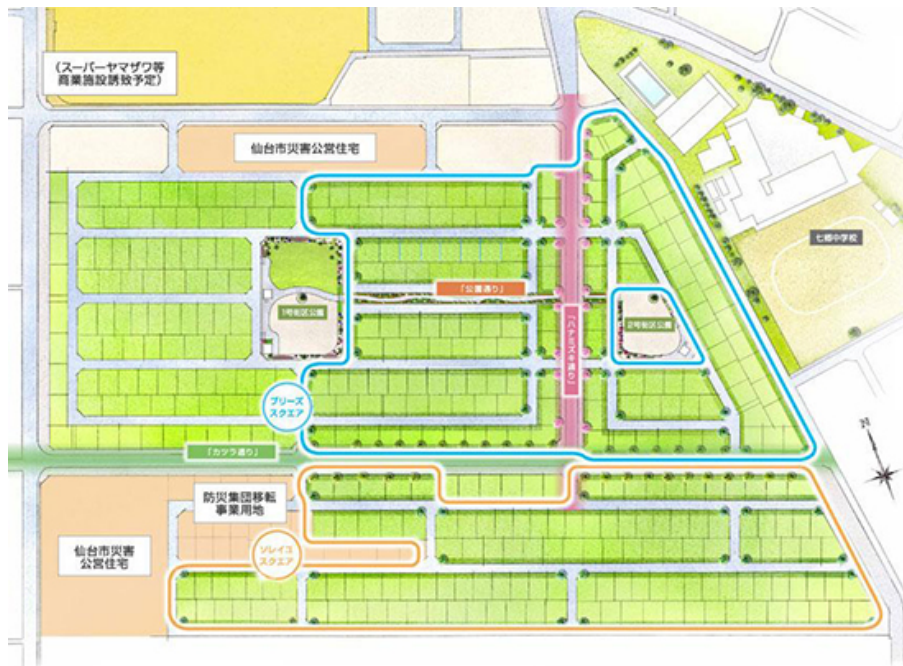 (スーパーヤマザワ等
商業施設誘致予定)
仙台市災害公営住宅
七郷中学校
「公園通り」
1号街区公園
2号街区公園
「ハナミズキ通り」
ブリーズ
スクエア
「カツラ通り」
N
防災集団移転
事業用地
仙台市災害
公営住宅
ソレイユ
スクエア